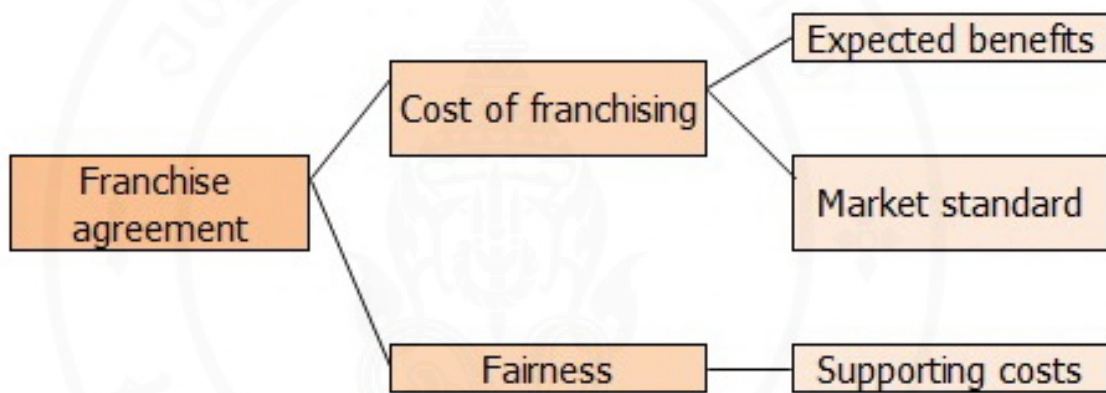 Expected benefits
Cost of franchising
Franchise
agreement
Market standard
Fairness
Supporting costs